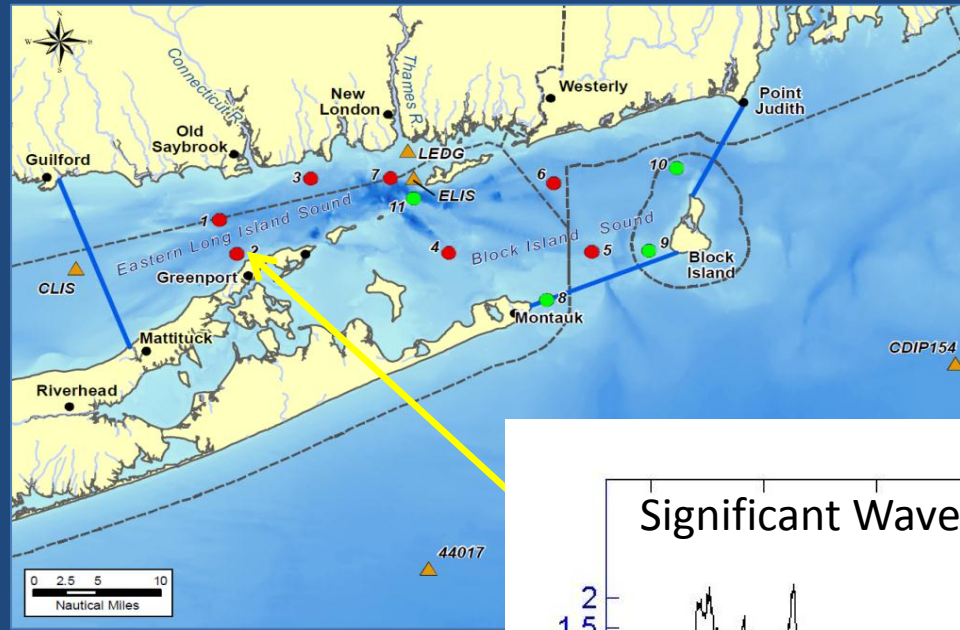 Connecticut R.
Thames R.
New
London
Westerly
Point
Judith
Old
Saybrook
Guilford
LEDG
3
7
6
10
ELIS
11
1
2
Eastern Long Island Sound
4
Block Island Sound
5
9
Block
Island
CLIS
Greenport
8
Montauk
Mattituck
CDIP154
Riverhead
44017
0 2.5 5 10
Nautical Miles
Significant Wave
2
1.5